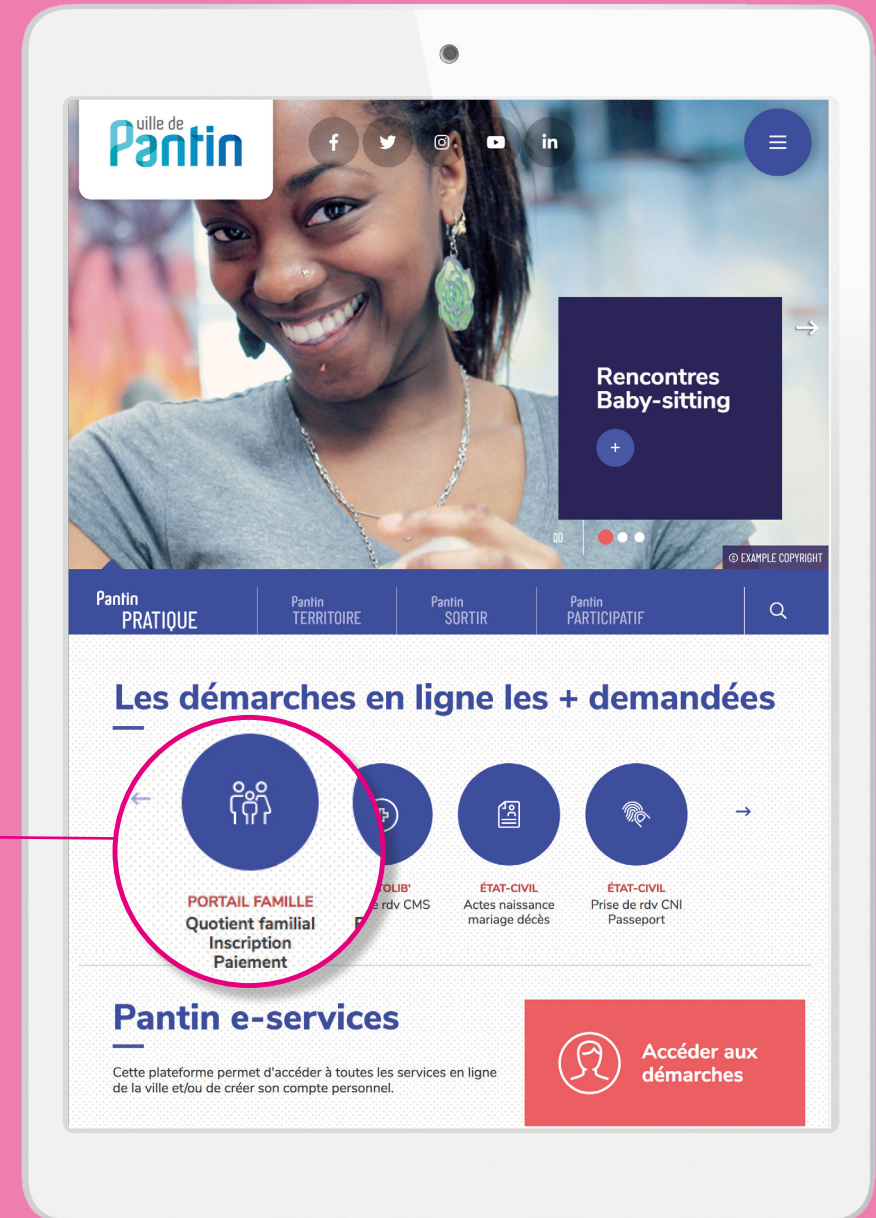 ville de
Pantin
f
in
Rencontres
Baby-sitting
+
© EXAMPLE COPYRIGHT
Pantin
PRATIQUE
Pantin
TERRITOIRE
Pantin
SORTIR
Pantin
PARTICIPATIF
Les démarches en ligne les + demandées
PORTAIL FAMILLE
Quotient familial
Inscription
Paiement
rdv CMS
ÉTAT-CIVIL
Actes naissance
mariage décès
ÉTAT-CIVIL
Prise de rdv CNI
Passeport
Pantin e-services
Cette plateforme permet d'accéder à toutes les services en ligne
de la ville et/ou de créer son compte personnel.
Accéder aux
démarches